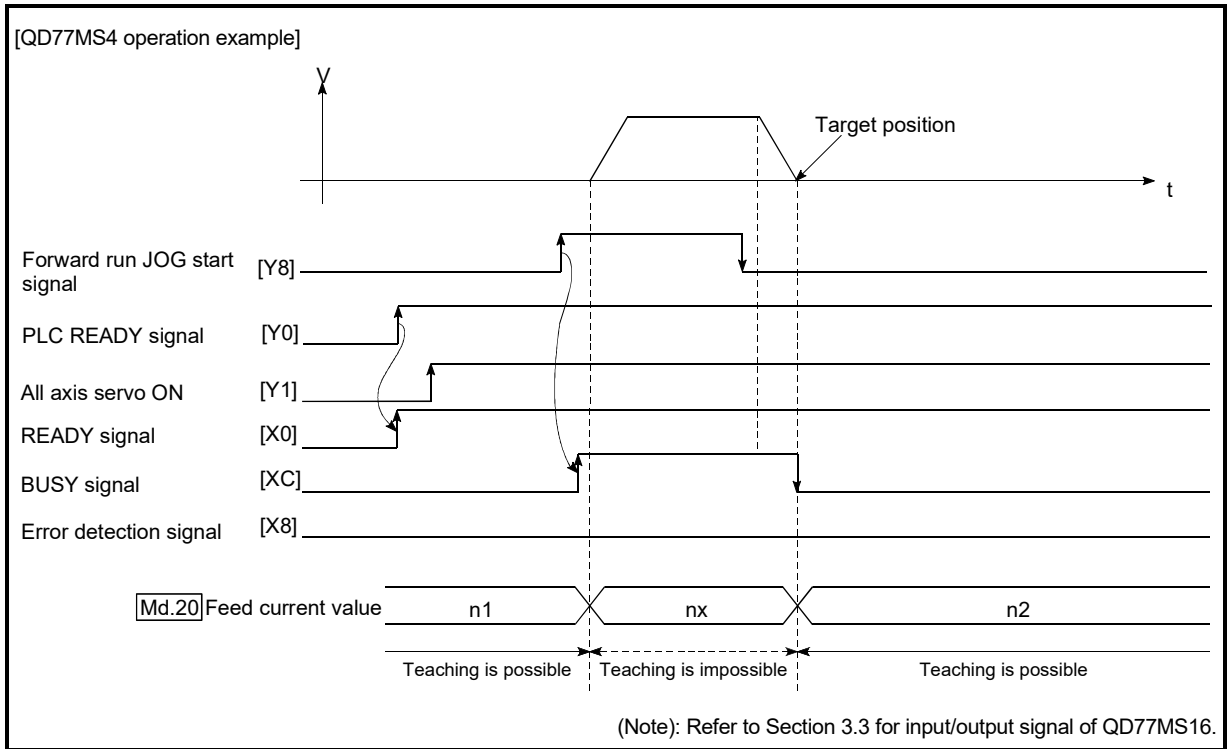 [QD77MS4 operation example]
V
Target position
t
Forward run JOG start
signal
[Y8]
PLC READY signal [Y0]
All axis servo ON [Y1]
READY signal [X0]
BUSY signal [XC]
Error detection signal [X8]
Md.20 Feed current value n1 nx n2
Teaching is possible Teaching is impossible Teaching is possible
(Note): Refer to Section 3.3 for input/output signal of QD77MS16.